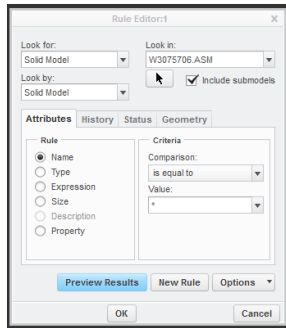 Rule Editor:1 X
Look for: Look in:
Solid Model W3075706.ASM
Look by: Include submodels
Solid Model
Attributes History Status Geometry
Rule Criteria
Name Comparison:
Type is equal to
Expression Value:
Size *
Description
Property
Preview Results New Rule Options
OK Cancel